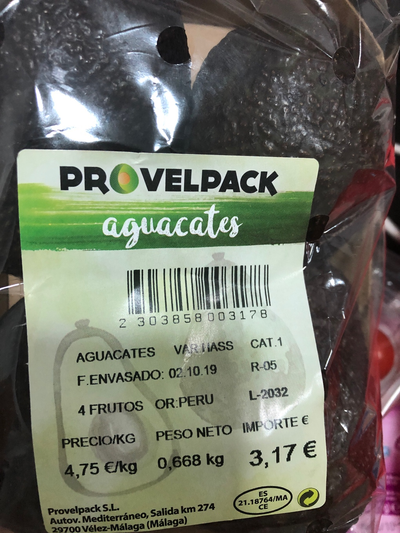 PROVELPACK
aguacates
2 303858 003178
AGUACATES VAR:HASS CAT.1
F.ENVASADO: 02.10.19 R-05
4 FRUTOS OR:PERU L-2032
PRECIO/KG PESO NETO IMPORTE €
4,75 €/kg 0,668 kg 3,17 €
Provelpack S.L.
Autov. Mediterráneo, Salida km 274
29700 Vélez-Málaga (Málaga)
ES
21.18764/MA
CE